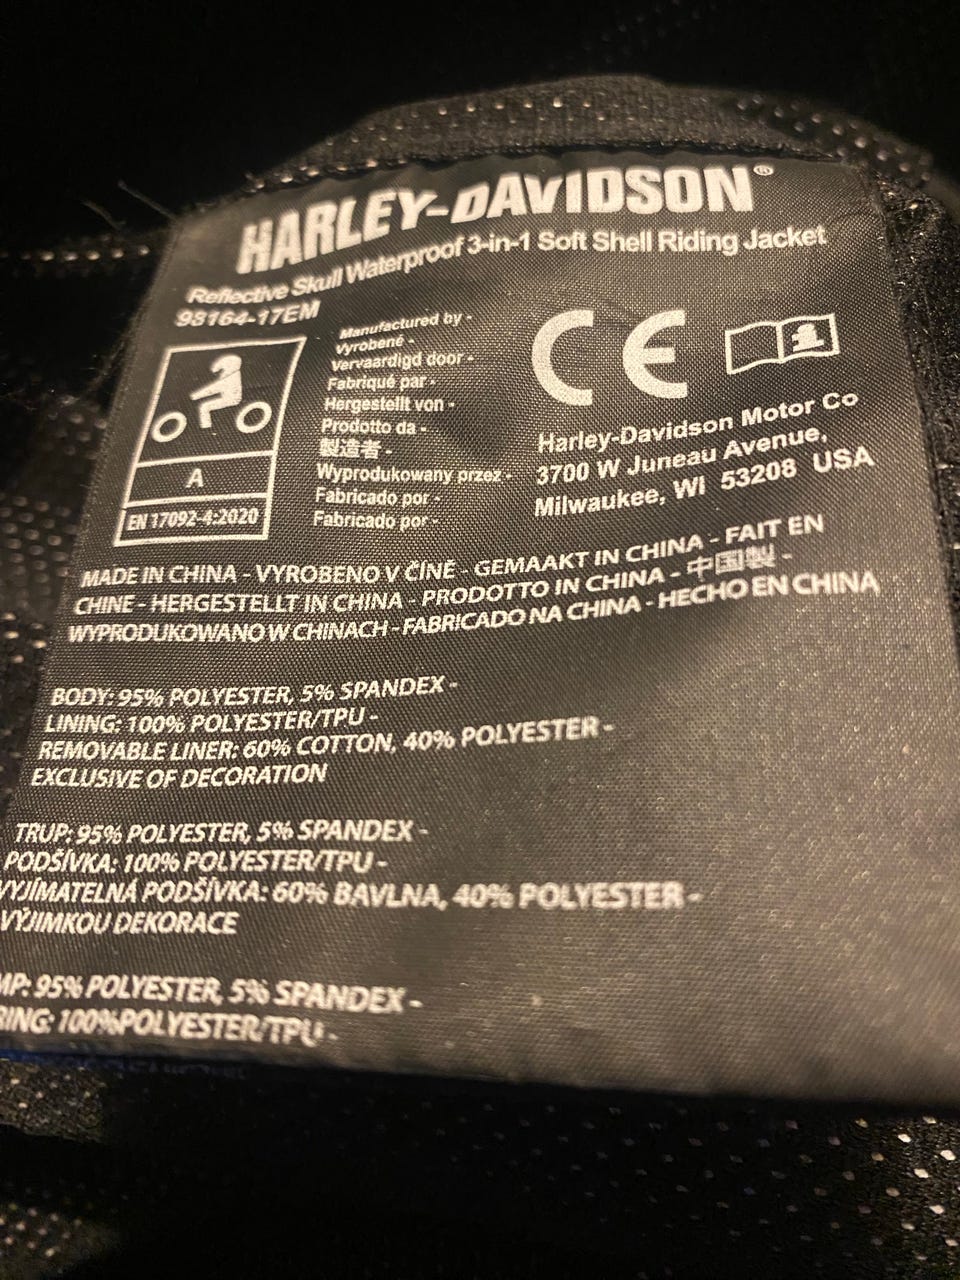 HARLEY-DAVIDSON®
Reflective Skull Waterproof 3-in-1 Soft Shell Riding Jacket
98164-17EM
A
EN 17092-4:2020
Manufactured by -
Vyrobené -
Vervaardigd door -
Fabriqué par -
Hergestellt von -
Prodotto da -
製造者 -
Wyprodukowany przez -
Fabricado por -
Fabricado por -
CE
Harley-Davidson Motor Co
3700 W Juneau Avenue,
Milwaukee, WI 53208 USA
MADE IN CHINA - VYROBENO V ČÍNĚ - GEMAAKT IN CHINA - FAIT EN
CHINE - HERGESTELLT IN CHINA - PRODOTTO IN CHINA - 中国製 -
WYPRODUKOWANO W CHINACH - FABRICADO NA CHINA - HECHO EN CHINA
BODY: 95% POLYESTER, 5% SPANDEX -
LINING: 100% POLYESTER/TPU -
REMOVABLE LINER: 60% COTTON, 40% POLYESTER -
EXCLUSIVE OF DECORATION
TRUP: 95% POLYESTER, 5% SPANDEX -
PODŠÍVKA: 100% POLYESTER/TPU -
VYJÍMATELNÁ PODŠÍVKA: 60% BAVLNA, 40% POLYESTER -
VÝJIMKOU DEKORACE
MP: 95% POLYESTER, 5% SPANDEX -
RING: 100%POLYESTER/TPU -